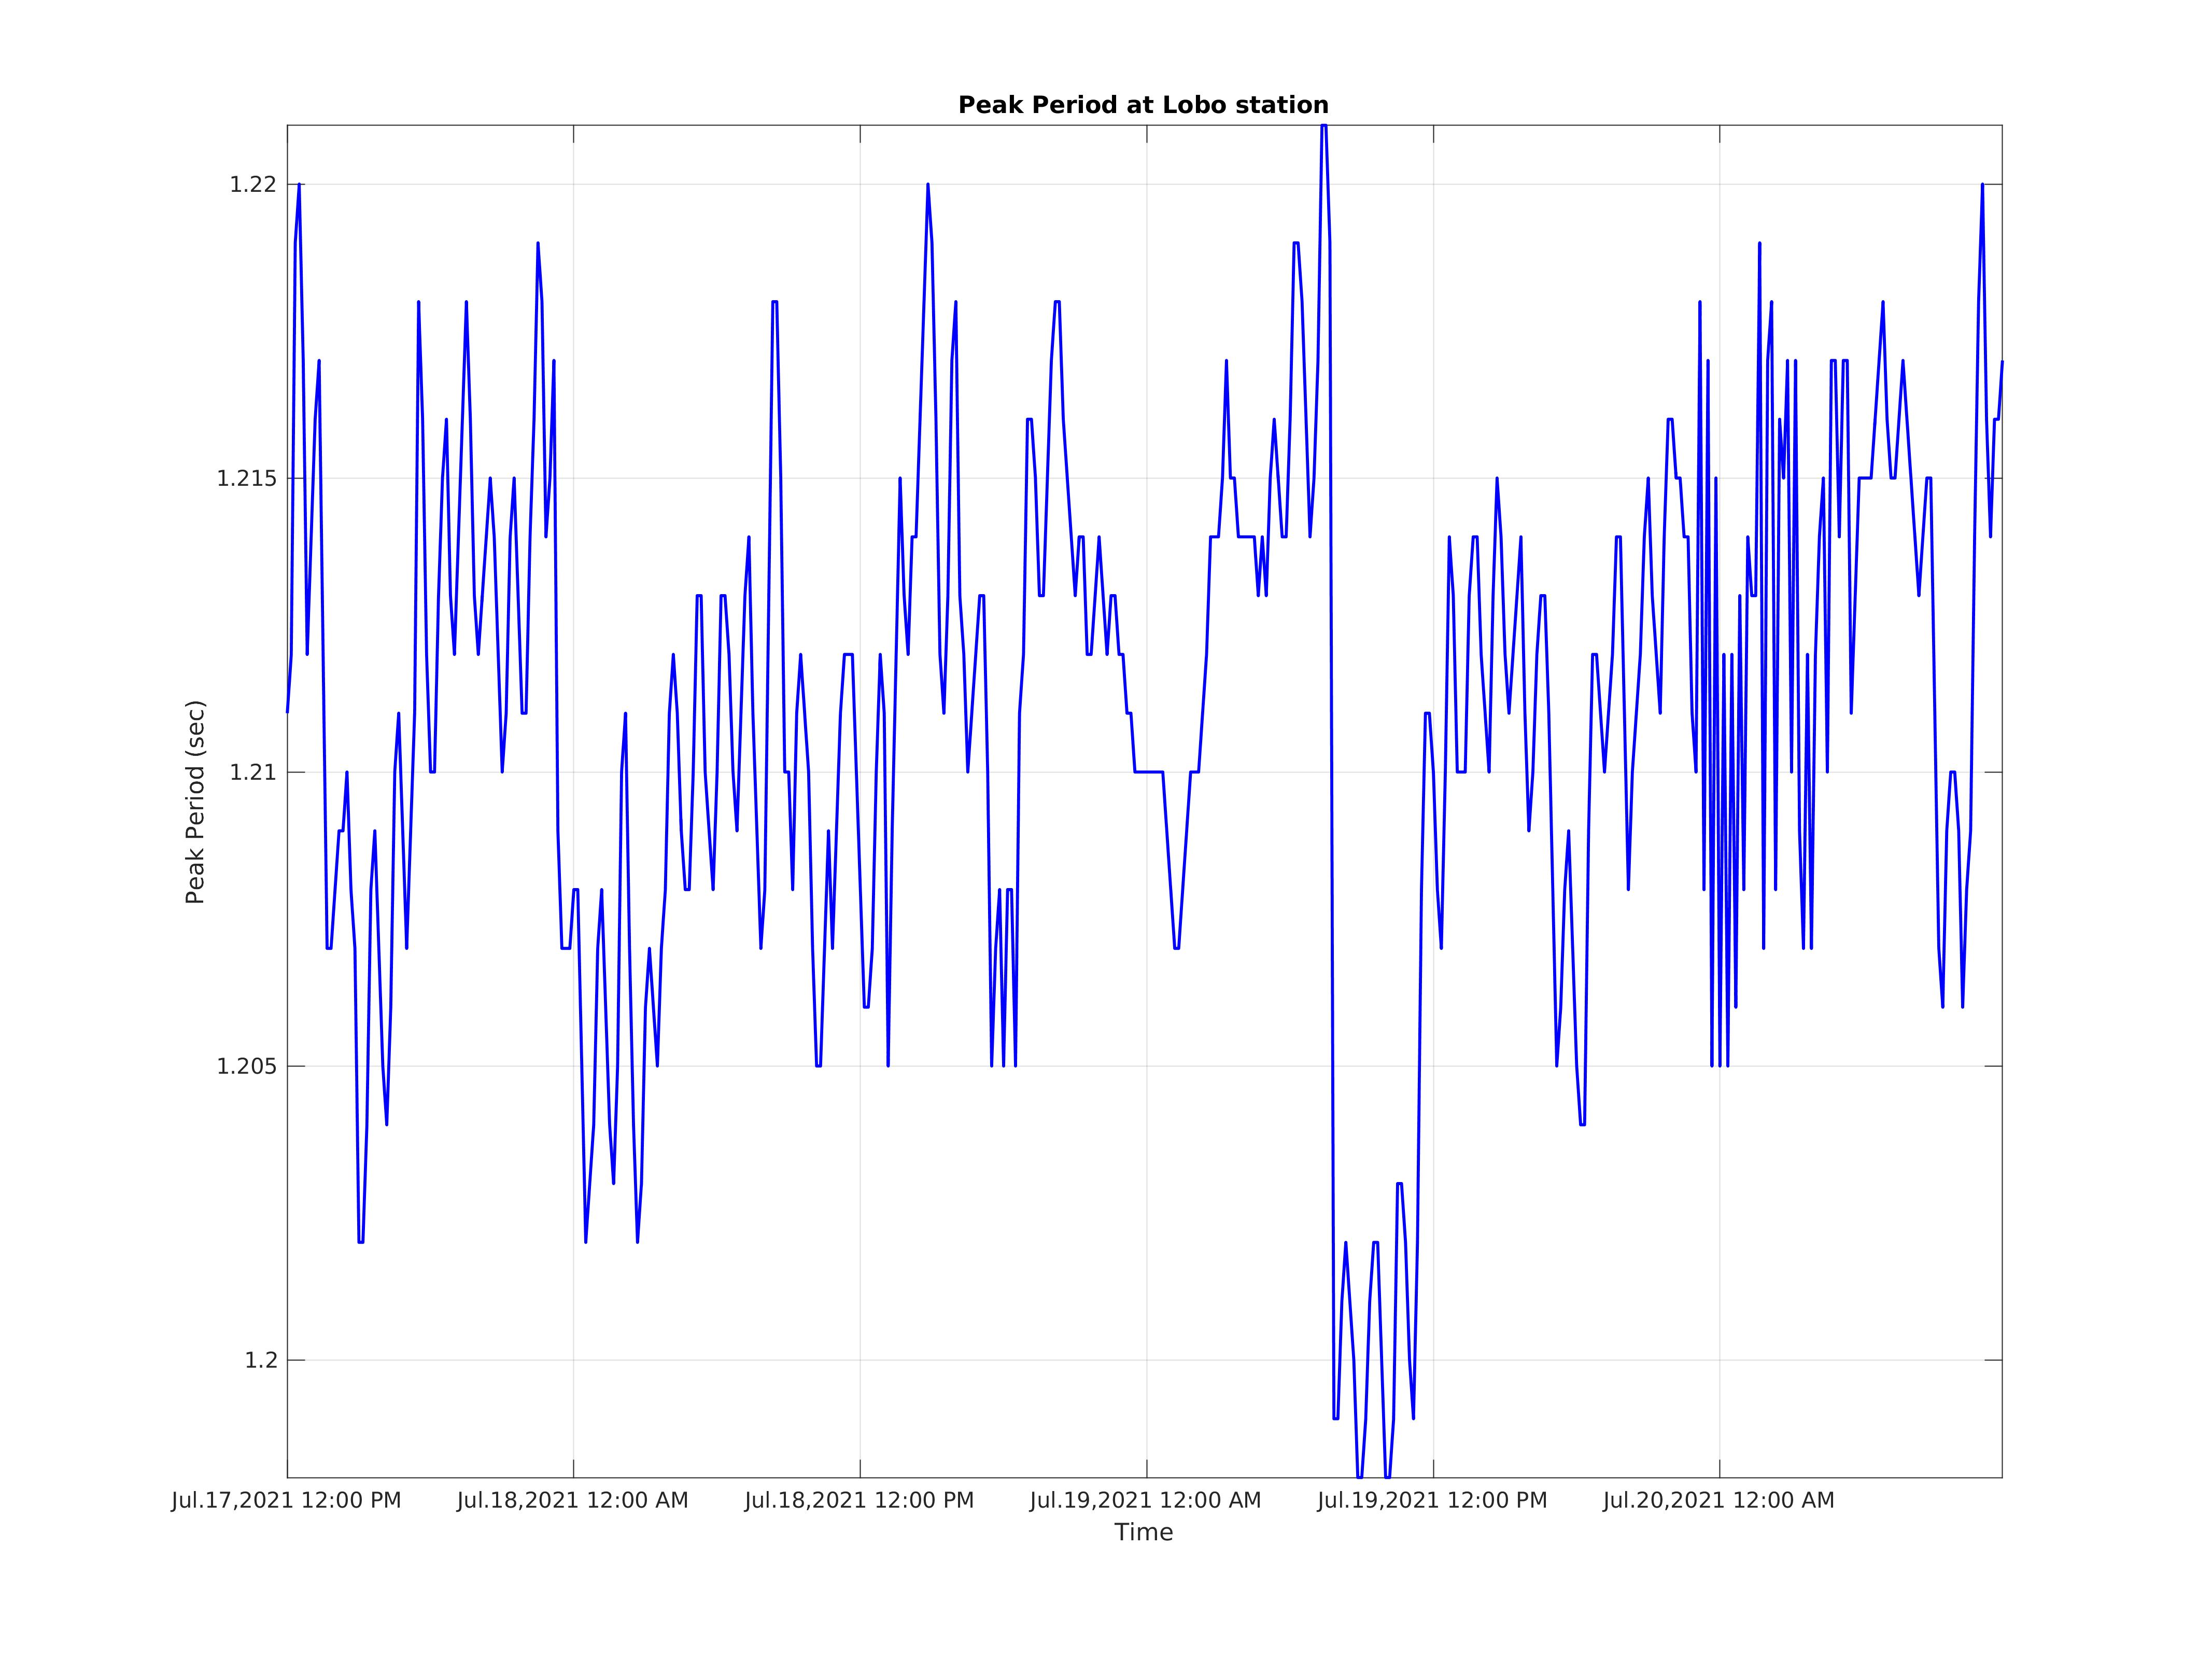 Peak Period at Lobo station
Peak Period (sec)
1.22
1.215
1.21
1.205
1.2
Jul.17,2021 12:00 PM
Jul.18,2021 12:00 AM
Jul.18,2021 12:00 PM
Jul.19,2021 12:00 AM
Jul.19,2021 12:00 PM
Jul.20,2021 12:00 AM
Time